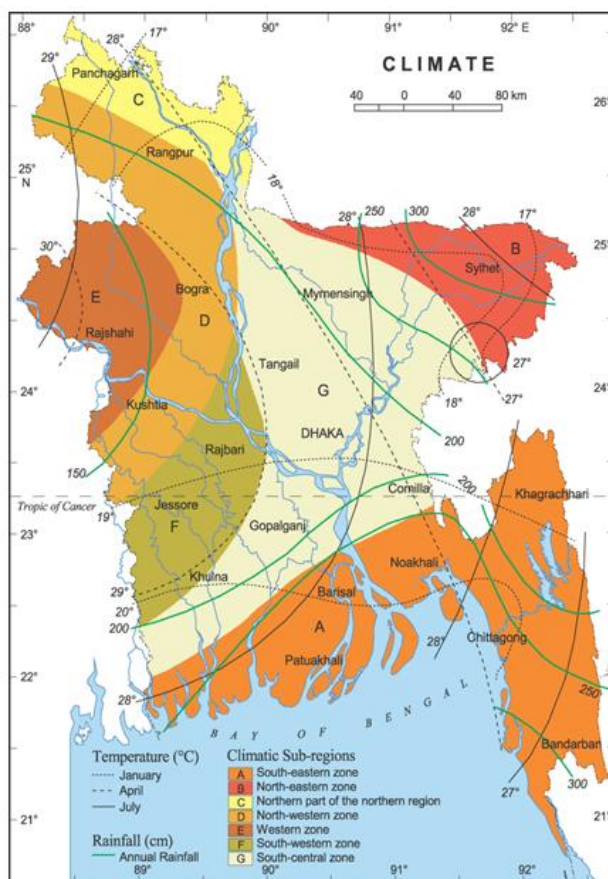 88° 28° 17° 90° 91° 92° E
29°
CLIMATE
40 0 40 80 km
26°
Panchagarh
C
Rangpur
25°
N
18°
28° 250 300 28° 17°
B
Sylhet
25°
30°
E
Bogra
D
Mymensingh
Rajshahi
Tangail
27°
24°
24°
G
18°
27°
Kushtia
DHAKA
200
Rajbari
150
Comilla
200
Khagrachhari
Tropic of Cancer
19°
Jessore
23°
F
Gopalganj
23°
Noakhali
Khulna
29°
20°
Barisal
200
A
28°
Chittagong
22°
Patuakhali
22°
28°
250
BAY OF BENGAL
Bandarban
Temperature (°C)
January
April
July
Rainfall (cm)
Annual Rainfall
Climatic Sub-regions
A South-eastern zone
B North-eastern zone
C Northern part of the northern region
D North-western zone
E Western zone
F South-western zone
G South-central zone
27°
300
21°
21°
89° 90° 91° 92°